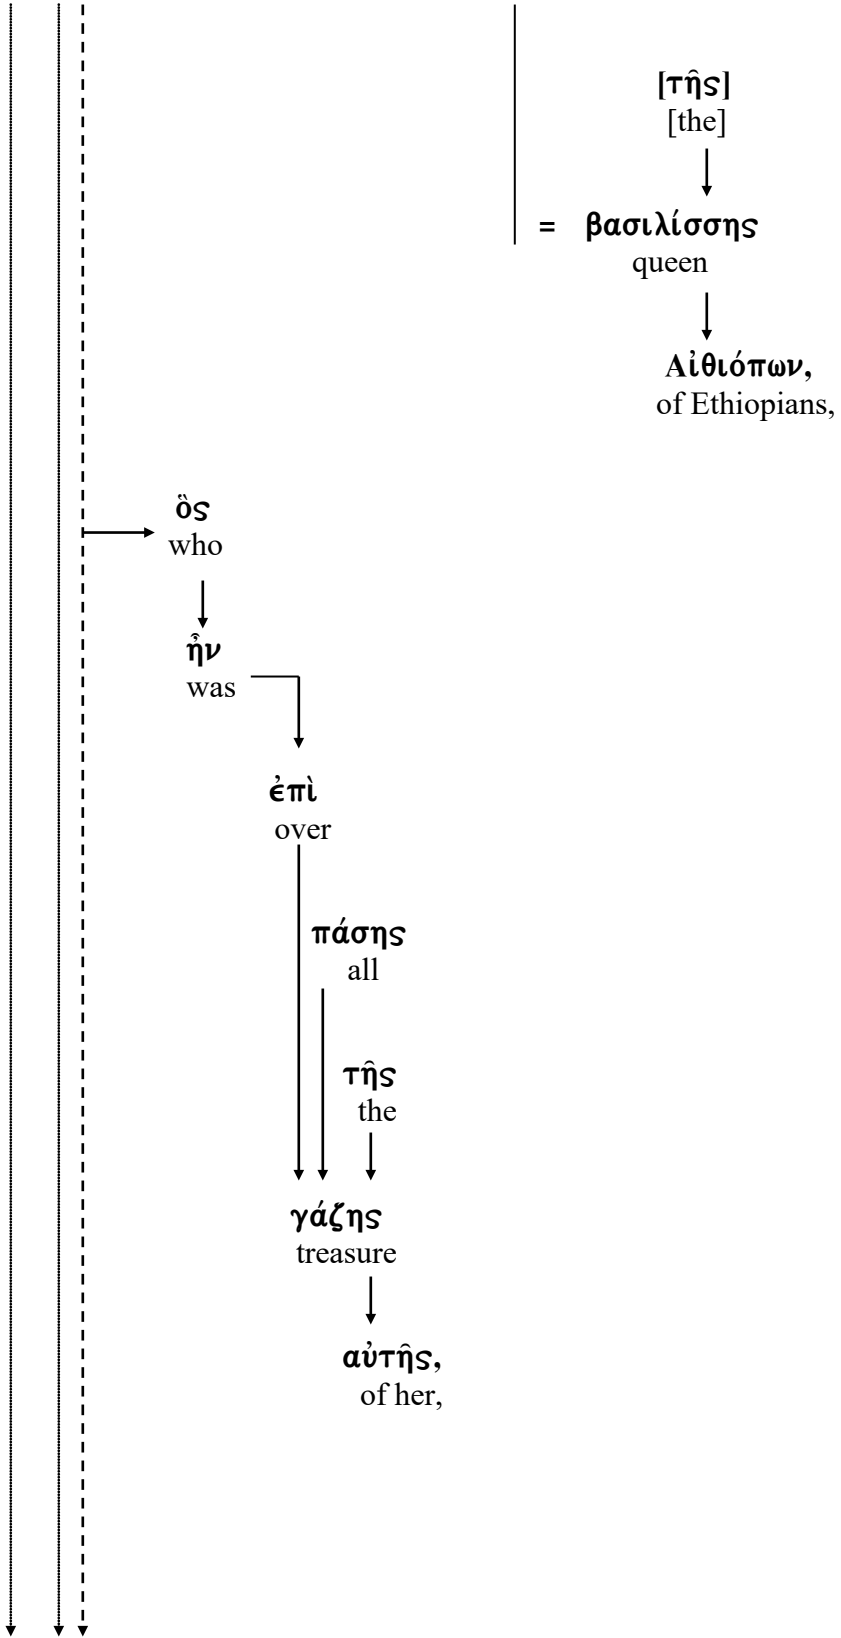 [τῆς]
[the]
= βασιλίσσης
queen
Αἰθιόπων,
of Ethiopians,
ὃς
who
ἦν
was
ἐπὶ
over
πάσης
all
τῆς
the
γάζης
treasure
αὐτῆς,
of her,